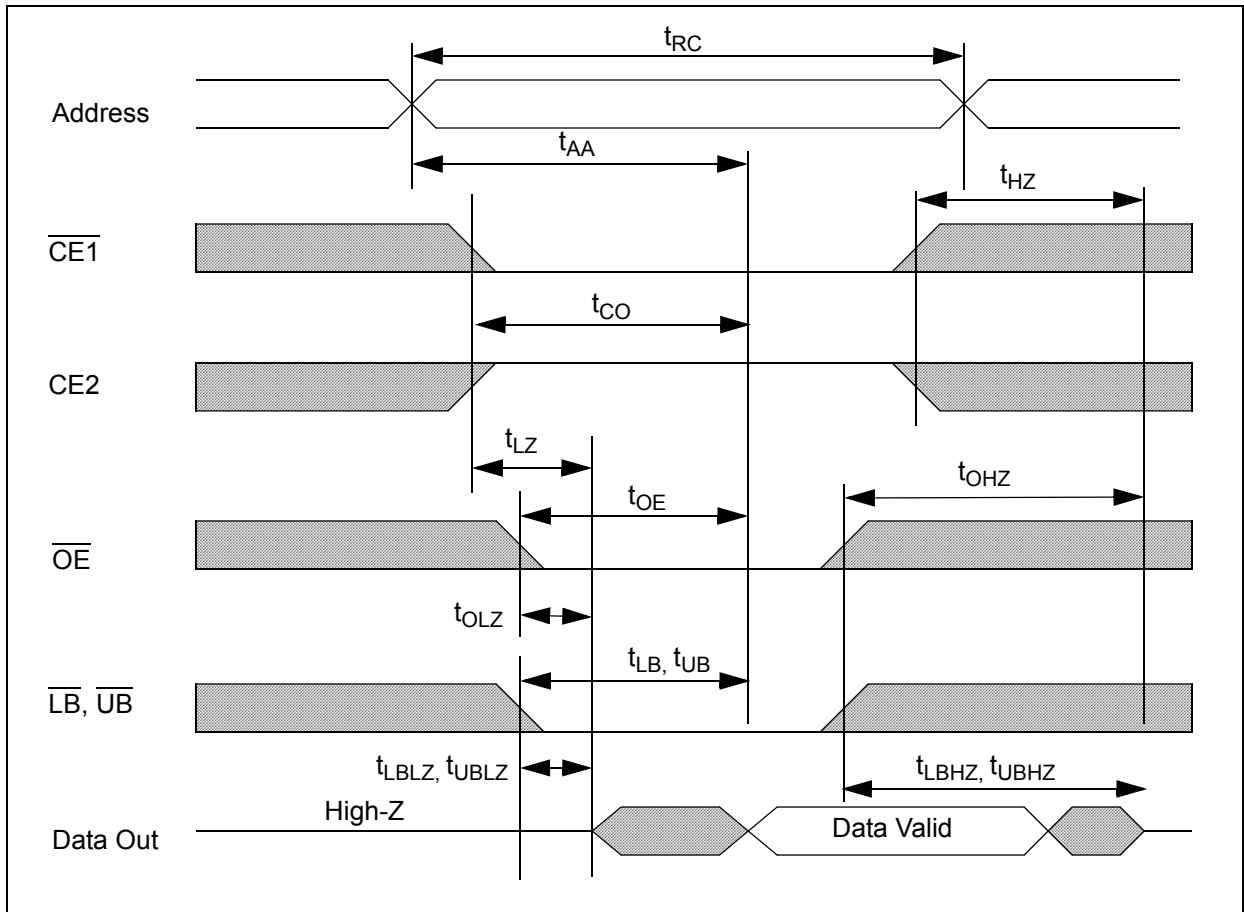 tRC
Address
tAA
tHZ
CE1
tCO
CE2
tLZ
tOHZ
tOE
OE
tOLZ
tLB, tUB
LB, UB
tLBLZ, tUBLZ
tLBHZ, tUBHZ
High-Z
Data Valid
Data Out